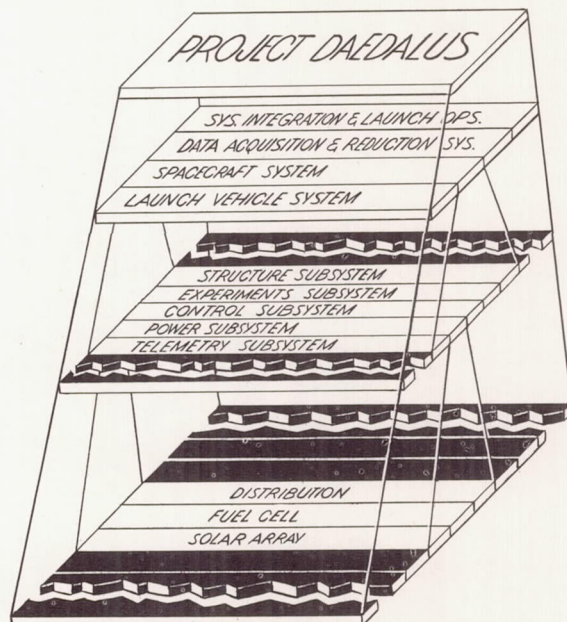 PROJECT DAEDALUS
SYS. INTEGRATION & LAUNCH OPS.
DATA ACQUISITION & REDUCTION SYS.
SPACECRAFT SYSTEM
LAUNCH VEHICLE SYSTEM
STRUCTURE SUBSYSTEM
EXPERIMENTS SUBSYSTEM
CONTROL SUBSYSTEM
POWER SUBSYSTEM
TELEMETRY SUBSYSTEM
DISTRIBUTION
FUEL CELL
SOLAR ARRAY